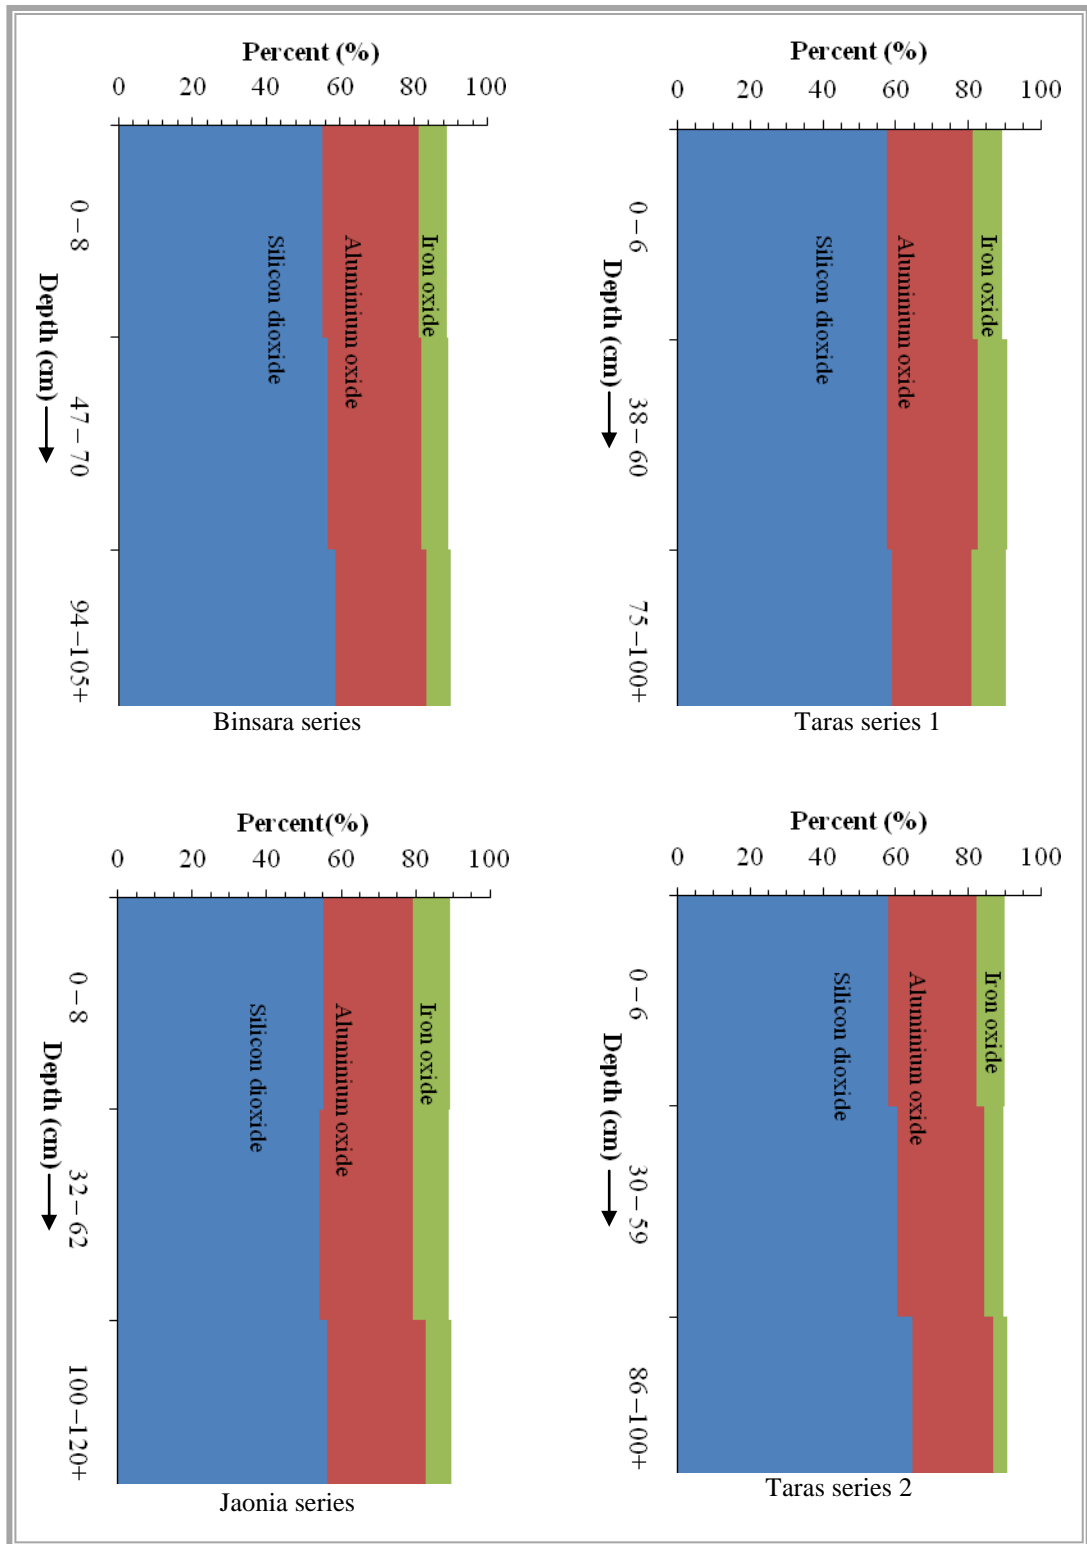 Percent (%)
0 20 40 60 80 100
0 – 8
47 – 70
94 –105+
Depth (cm)
Silicon dioxide
Aluminium oxide
Iron oxide
Binsara series
Percent (%)
0 20 40 60 80 100
0 – 6
38 – 60
75 –100+
Depth (cm)
Silicon dioxide
Aluminium oxide
Iron oxide
Taras series 1
Percent(%)
0 20 40 60 80 100
0 – 8
32 – 62
100 –120+
Depth (cm)
Silicon dioxide
Aluminium oxide
Iron oxide
Jaonia series
Percent (%)
0 20 40 60 80 100
0 – 6
30 – 59
86 –100+
Depth (cm)
Silicon dioxide
Aluminium oxide
Iron oxide
Taras series 2